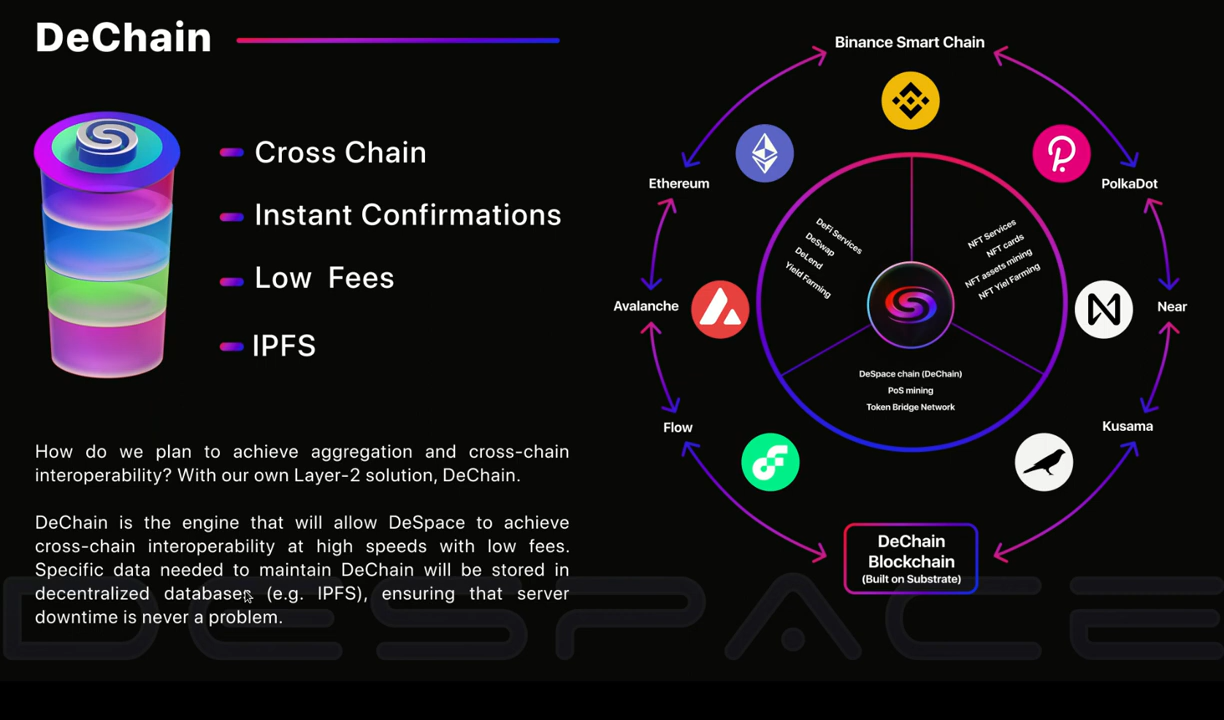 DeChain
Cross Chain
Instant Confirmations
Low Fees
IPFS
How do we plan to achieve aggregation and cross-chain
interoperability? With our own Layer-2 solution, DeChain.
DeChain is the engine that will allow DeSpace to achieve
cross-chain interoperability at high speeds with low fees.
Specific data needed to maintain DeChain will be stored in
decentralized databases (e.g. IPFS), ensuring that server
downtime is never a problem.
Binance Smart Chain
Ethereum
PolkaDot
Avalanche
Near
Flow
Kusama
DeFi Services
DeSwap
DeLend
Yield Farming
NFT Services
NFT cards
NFT assets mining
NFT Yiel Farming
DeSpace chain (DeChain)
PoS mining
Token Bridge Network
DeChain
Blockchain
(Built on Substrate)
DESPACE